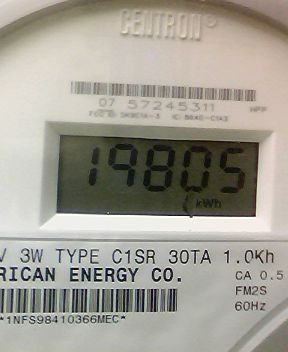 CENTRON®
07 57245311 HPP
19805
kWh
V 3W TYPE C1SR 30TA 1.0Kh
RICAN ENERGY CO.
CA 0.5
FM2S
60Hz
*1NFS98410366MEC*